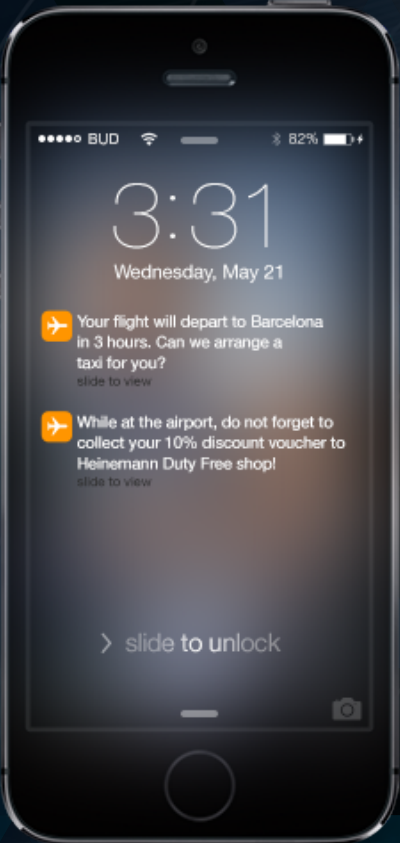 BUD
82%
3:31
Wednesday, May 21
Your flight will depart to Barcelona
in 3 hours. Can we arrange a
taxi for you?
slide to view
While at the airport, do not forget to
collect your 10% discount voucher to
Heinemann Duty Free shop!
slide to view
slide to unlock